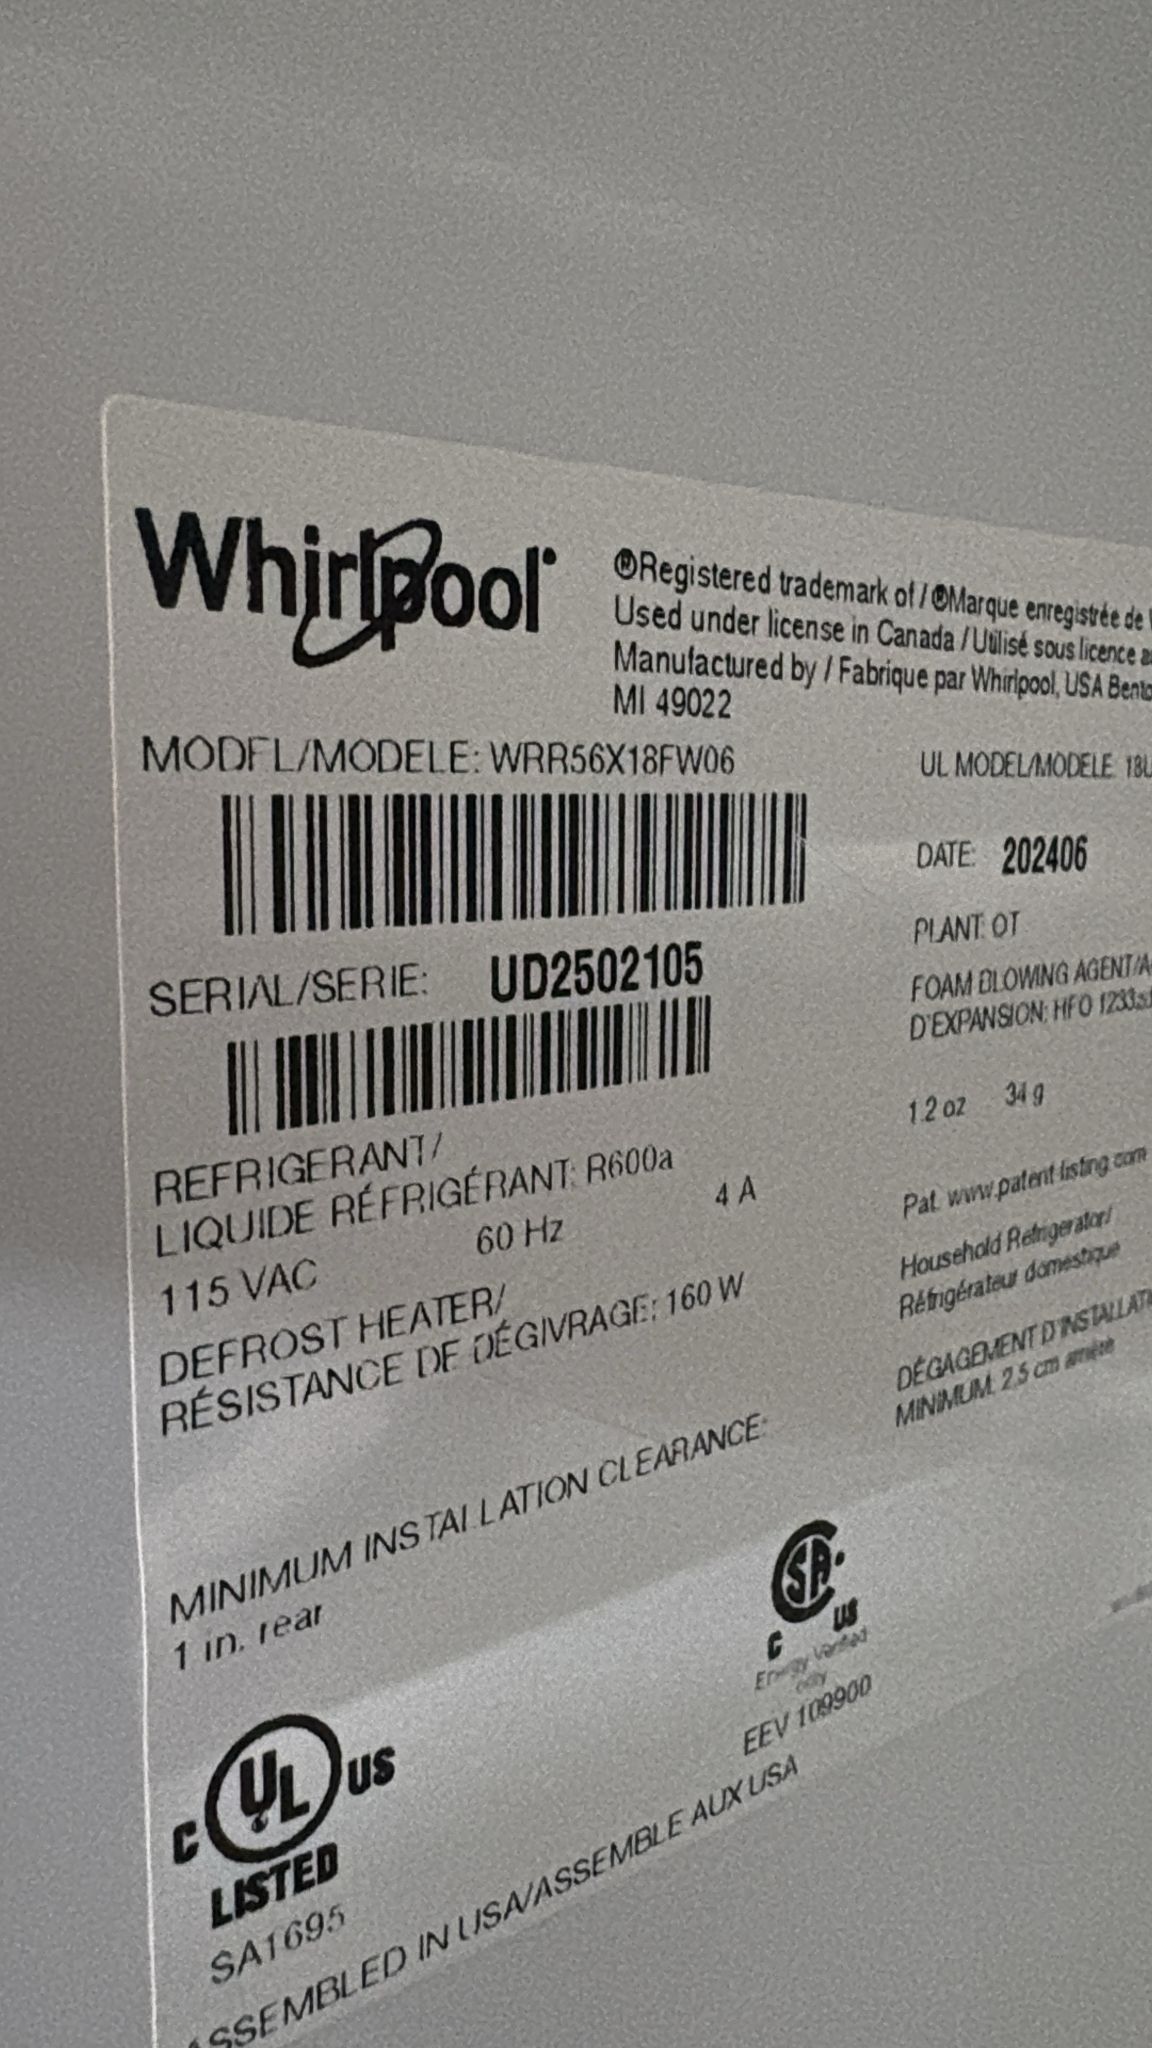 Whirlpool®
®Registered trademark of / ®Marque enregistrée de
Used under license in Canada / Utilisé sous licence
Manufactured by / Fabrique par Whirlpool, USA
MI 49022
MODEL/MODELE: WRR56X18FW06
UL MODEL/MODELE:
DATE: 202406
PLANT: OT
SERIAL/SERIE: UD2502105
FOAM BLOWING
D'EXPANSION: HFO
1.2 oz 34 g
REFRIGERANT/
LIQUIDE RÉFRIGÉRANT: R600a
115 VAC 60 Hz 4 A
DEFROST HEATER/
RÉSISTANCE DE DÉGIVRAGE: 160 W
Pat. www.patent-listing.com
Household Refrigerator/
Réfrigérateur domestique
DÉGAGEMENT
MINIMUM: 2,5 cm arrière
MINIMUM INSTALLATION CLEARANCE:
1 in. rear
C UL US
LISTED
SA1695
CSA
C US
Energy Verified
only
EEV 109900
ASSEMBLED IN USA/ASSEMBLE AUX USA